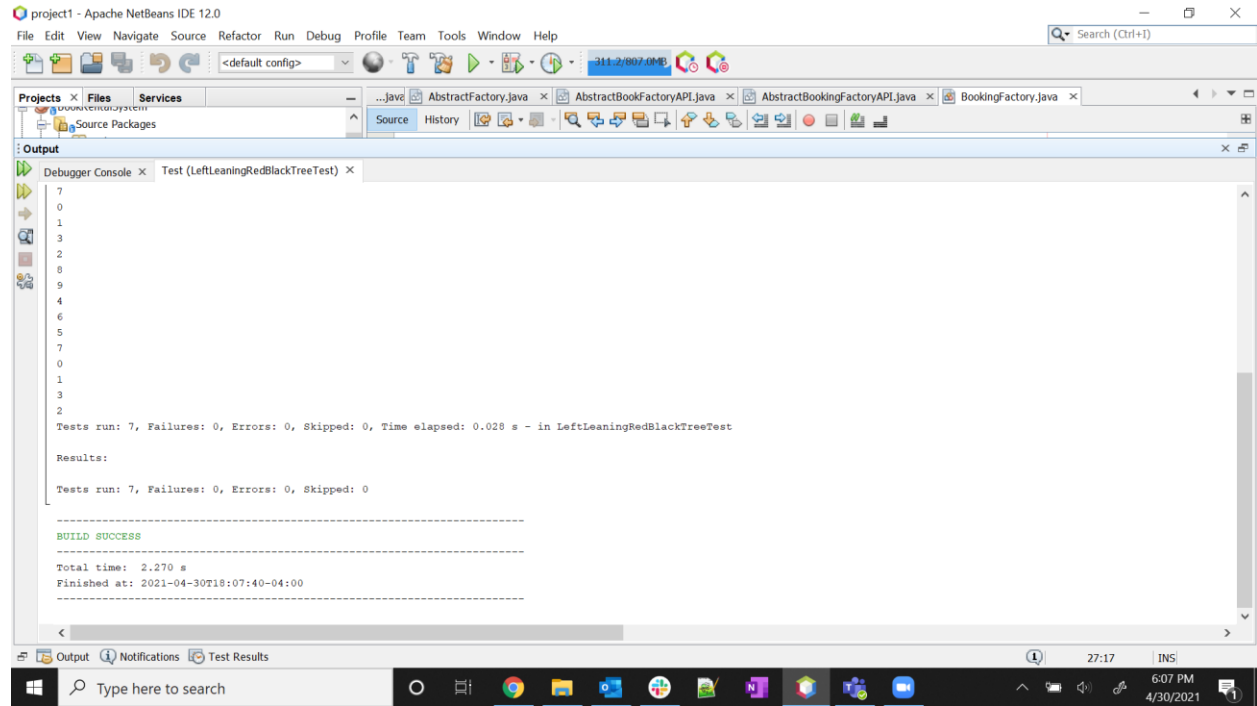 project1 - Apache NetBeans IDE 12.0
File Edit View Navigate Source Refactor Run Debug Profile Team Tools Window Help
Search (Ctrl+I)
<default config>
311.2/807.0MB
Projects Files Services
...java AbstractFactory.java AbstractBookFactoryAPI.java AbstractBookingFactoryAPI.java BookingFactory.java
BookRentalSystem
Source Packages
Source History
Output
Debugger Console Test (LeftLeaningRedBlackTreeTest)
7
0
1
3
2
8
9
4
6
5
7
0
1
3
2
Tests run: 7, Failures: 0, Errors: 0, Skipped: 0, Time elapsed: 0.028 s - in LeftLeaningRedBlackTreeTest
Results:
Tests run: 7, Failures: 0, Errors: 0, Skipped: 0
------------------------------------------------------------------------
BUILD SUCCESS
------------------------------------------------------------------------
Total time: 2.270 s
Finished at: 2021-04-30T18:07:40-04:00
------------------------------------------------------------------------
Output Notifications Test Results
1
27:17
INS
Type here to search
6:07 PM
4/30/2021
1